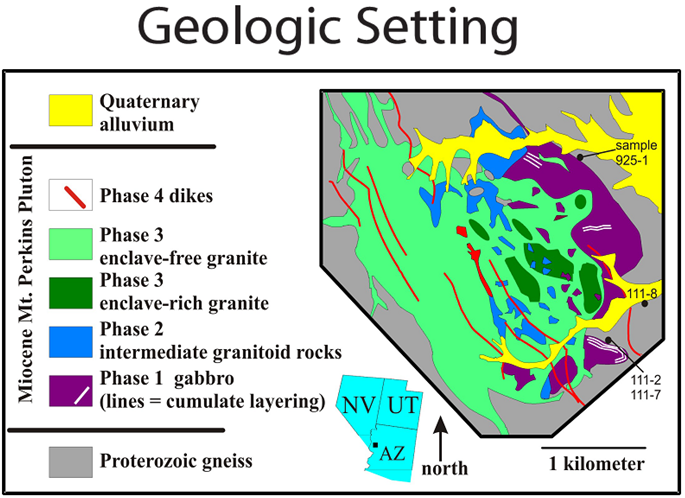 Geologic Setting
Quaternary
alluvium
Miocene Mt. Perkins Pluton
Phase 4 dikes
Phase 3
enclave-free granite
Phase 3
enclave-rich granite
Phase 2
intermediate granitoid rocks
Phase 1 gabbro
(lines = cumulate layering)
Proterozoic gneiss
sample
925-1
111-8
111-2
111-7
NV
UT
AZ
north
1 kilometer